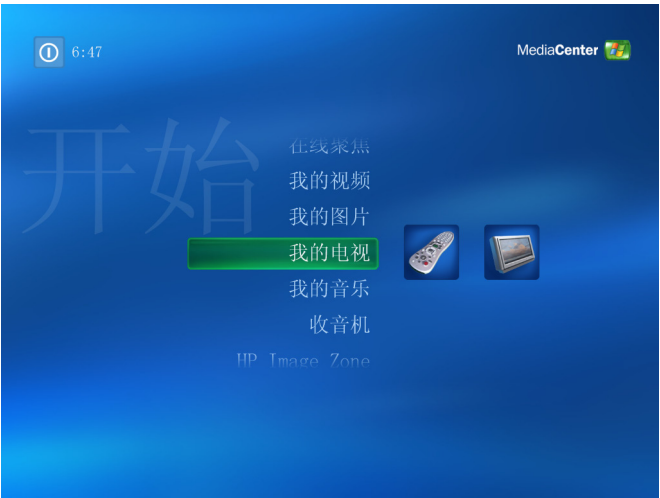 6:47
MediaCenter
开始
在线聚焦
我的视频
我的图片
我的电视
我的音乐
收音机
HP Image Zone